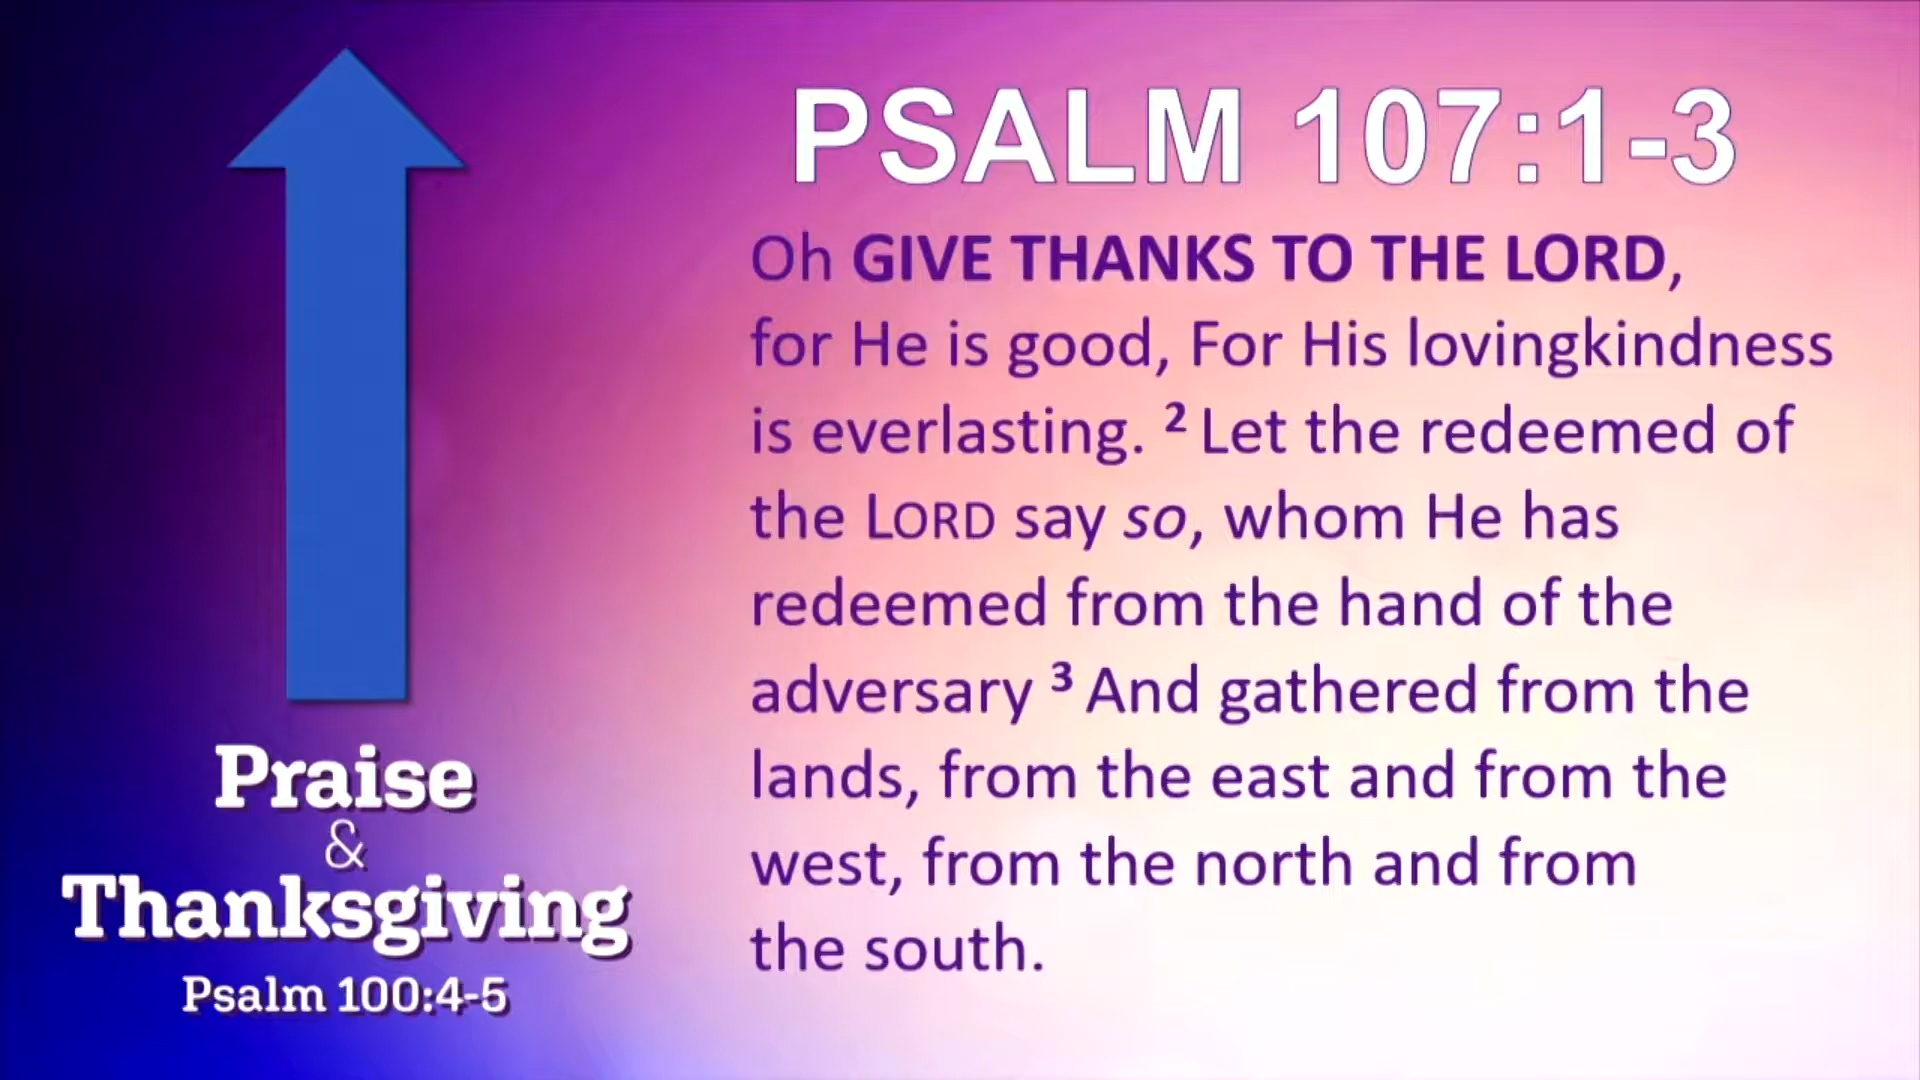 Praise
&
Thanksgiving
Psalm 100:4-5
PSALM 107:1-3
Oh GIVE THANKS TO THE LORD,
for He is good, For His lovingkindness
is everlasting. ² Let the redeemed of
the LORD say so, whom He has
redeemed from the hand of the
adversary ³ And gathered from the
lands, from the east and from the
west, from the north and from
the south.